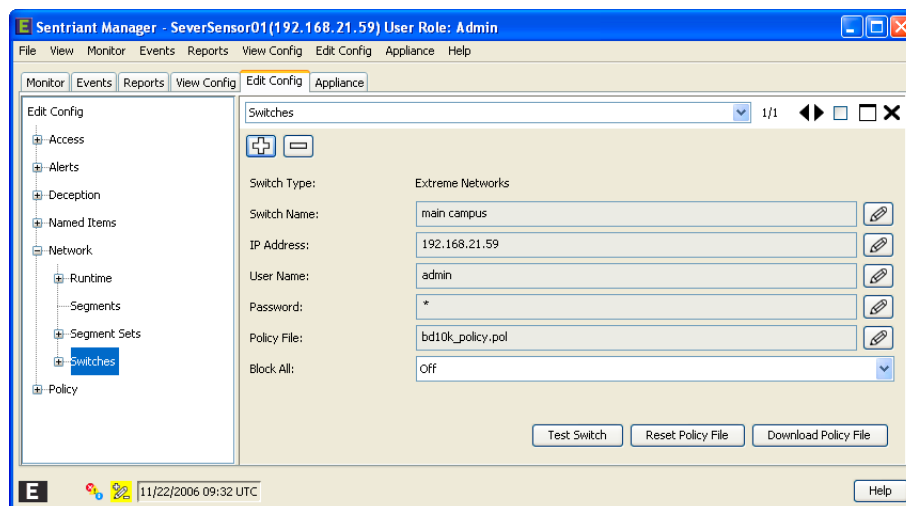 E Sentriant Manager - SeverSensor01(192.168.21.59) User Role: Admin
File View Monitor Events Reports View Config Edit Config Appliance Help
Monitor Events Reports View Config Edit Config Appliance
Edit Config
Access
Alerts
Deception
Named Items
Network
Runtime
Segments
Segment Sets
Switches
Policy
Switches 1/1
Switch Type: Extreme Networks
Switch Name: main campus
IP Address: 192.168.21.59
User Name: admin
Password: *
Policy File: bd10k_policy.pol
Block All: Off
Test Switch Reset Policy File Download Policy File
E 11/22/2006 09:32 UTC Help